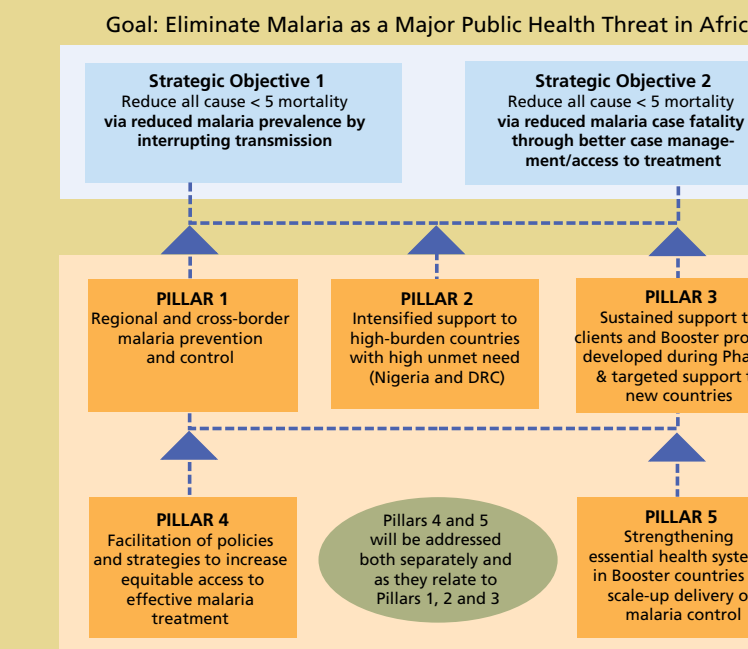 Goal: Eliminate Malaria as a Major Public Health Threat in
Strategic Objective 1
Reduce all cause < 5 mortality
via reduced malaria prevalence by
interrupting transmission
Strategic Objective 2
Reduce all cause < 5 mortality
via reduced malaria case fatality
through better case manage-
ment/access to treatment
PILLAR 1
Regional and cross-border
malaria prevention
and control
PILLAR 2
Intensified support to
high-burden countries
with high unmet need
(Nigeria and DRC)
PILLAR 3
Sustained support
clients and Booster
developed during
& targeted support
new countries
PILLAR 4
Facilitation of policies
and strategies to increase
equitable access to
effective malaria
treatment
Pillars 4 and 5
will be addressed
both separately and
as they relate to
Pillars 1, 2 and 3
PILLAR 5
Strengthening
essential health
in Booster countries
scale-up delivery
malaria control